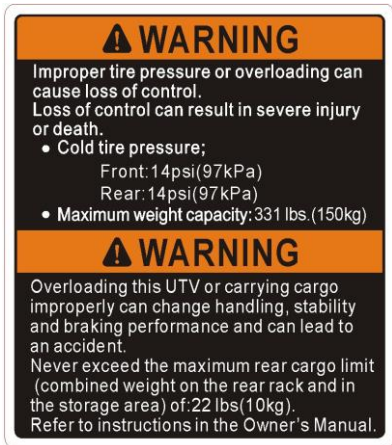 WARNING
Improper tire pressure or overloading can
cause loss of control.
Loss of control can result in severe injury
or death.
• Cold tire pressure;
Front:14psi(97kPa)
Rear:14psi(97kPa)
• Maximum weight capacity:331 lbs.(150kg)
WARNING
Overloading this UTV or carrying cargo
improperly can change handling, stability
and braking performance and can lead to
an accident.
Never exceed the maximum rear cargo limit
(combined weight on the rear rack and in
the storage area) of:22 lbs(10kg).
Refer to instructions in the Owner's Manual.